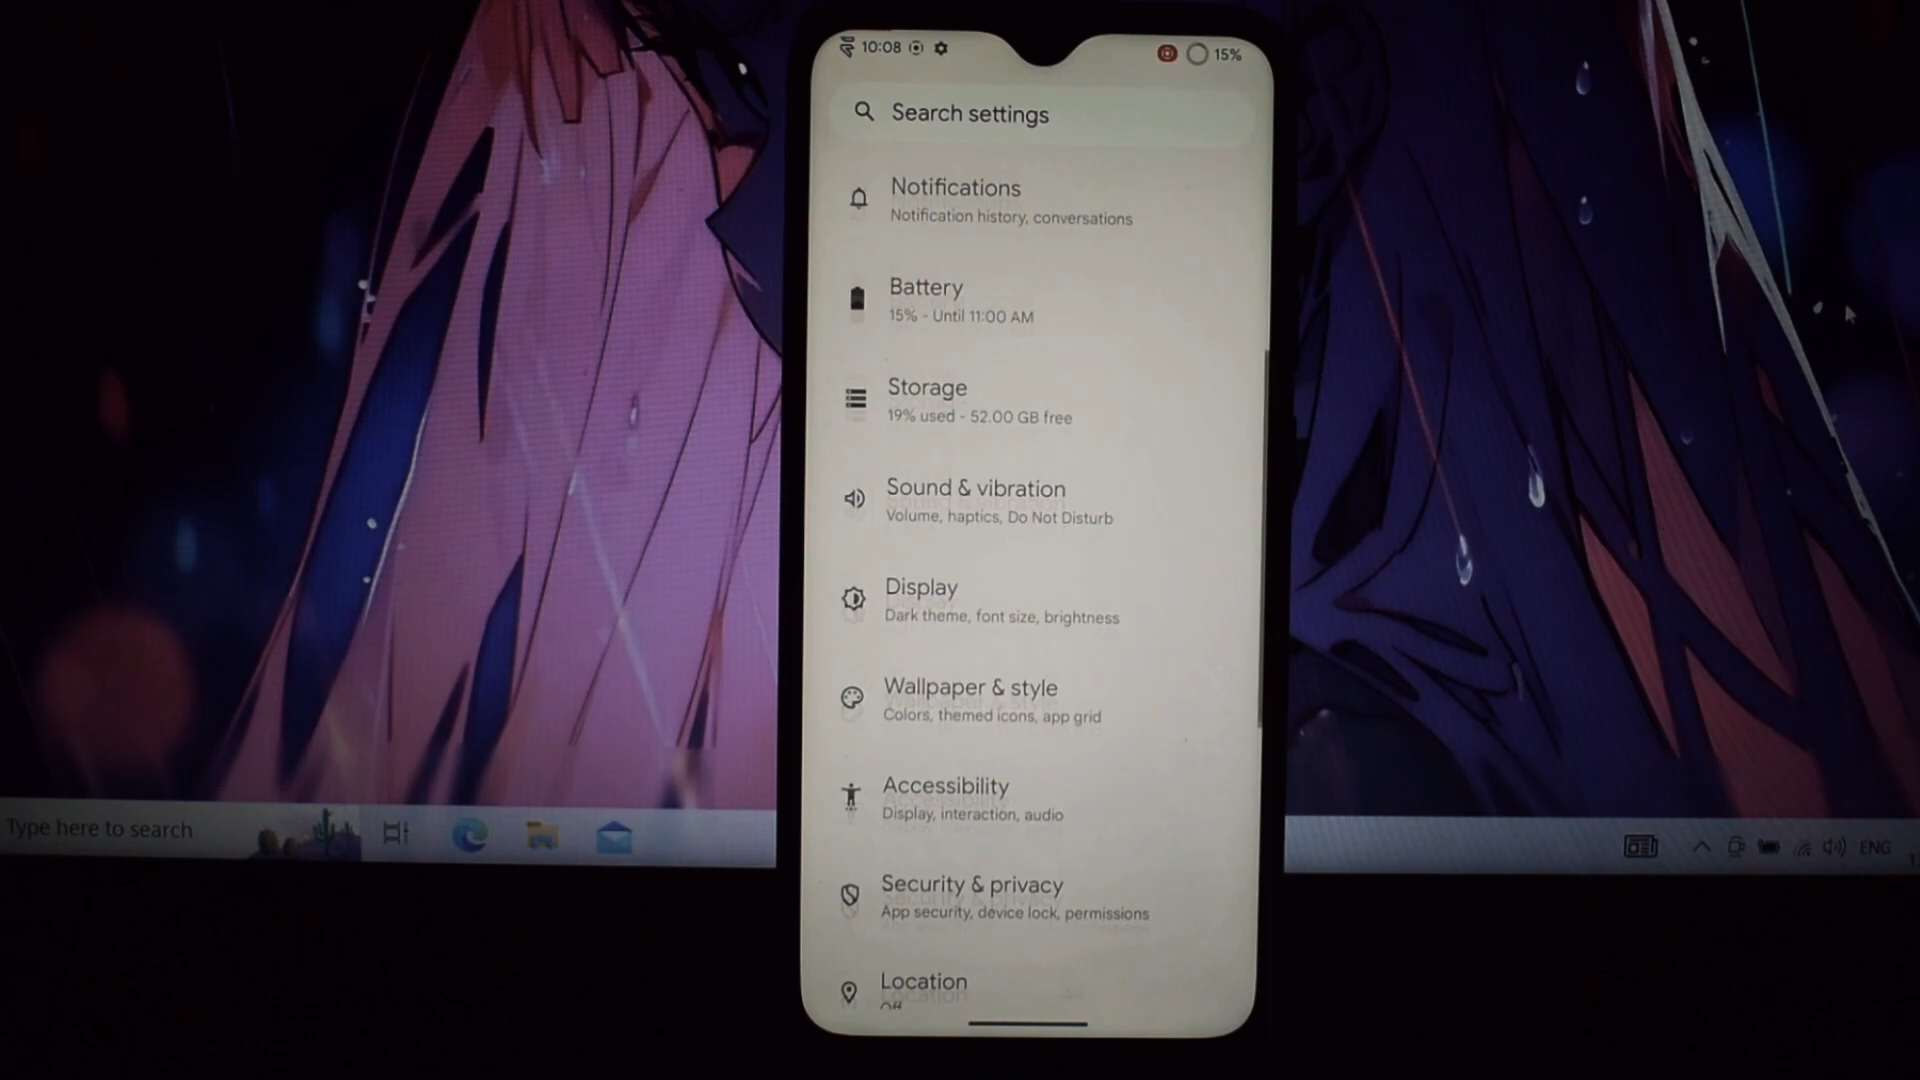 10:08
15%
Search settings
Notifications
Notification history, conversations
Battery
15% - Until 11:00 AM
Storage
19% used - 52.00 GB free
Sound & vibration
Volume, haptics, Do Not Disturb
Display
Dark theme, font size, brightness
Wallpaper & style
Colors, themed icons, app grid
Accessibility
Display, interaction, audio
Security & privacy
App security, device lock, permissions
Location
Off
Type here to search
ENG